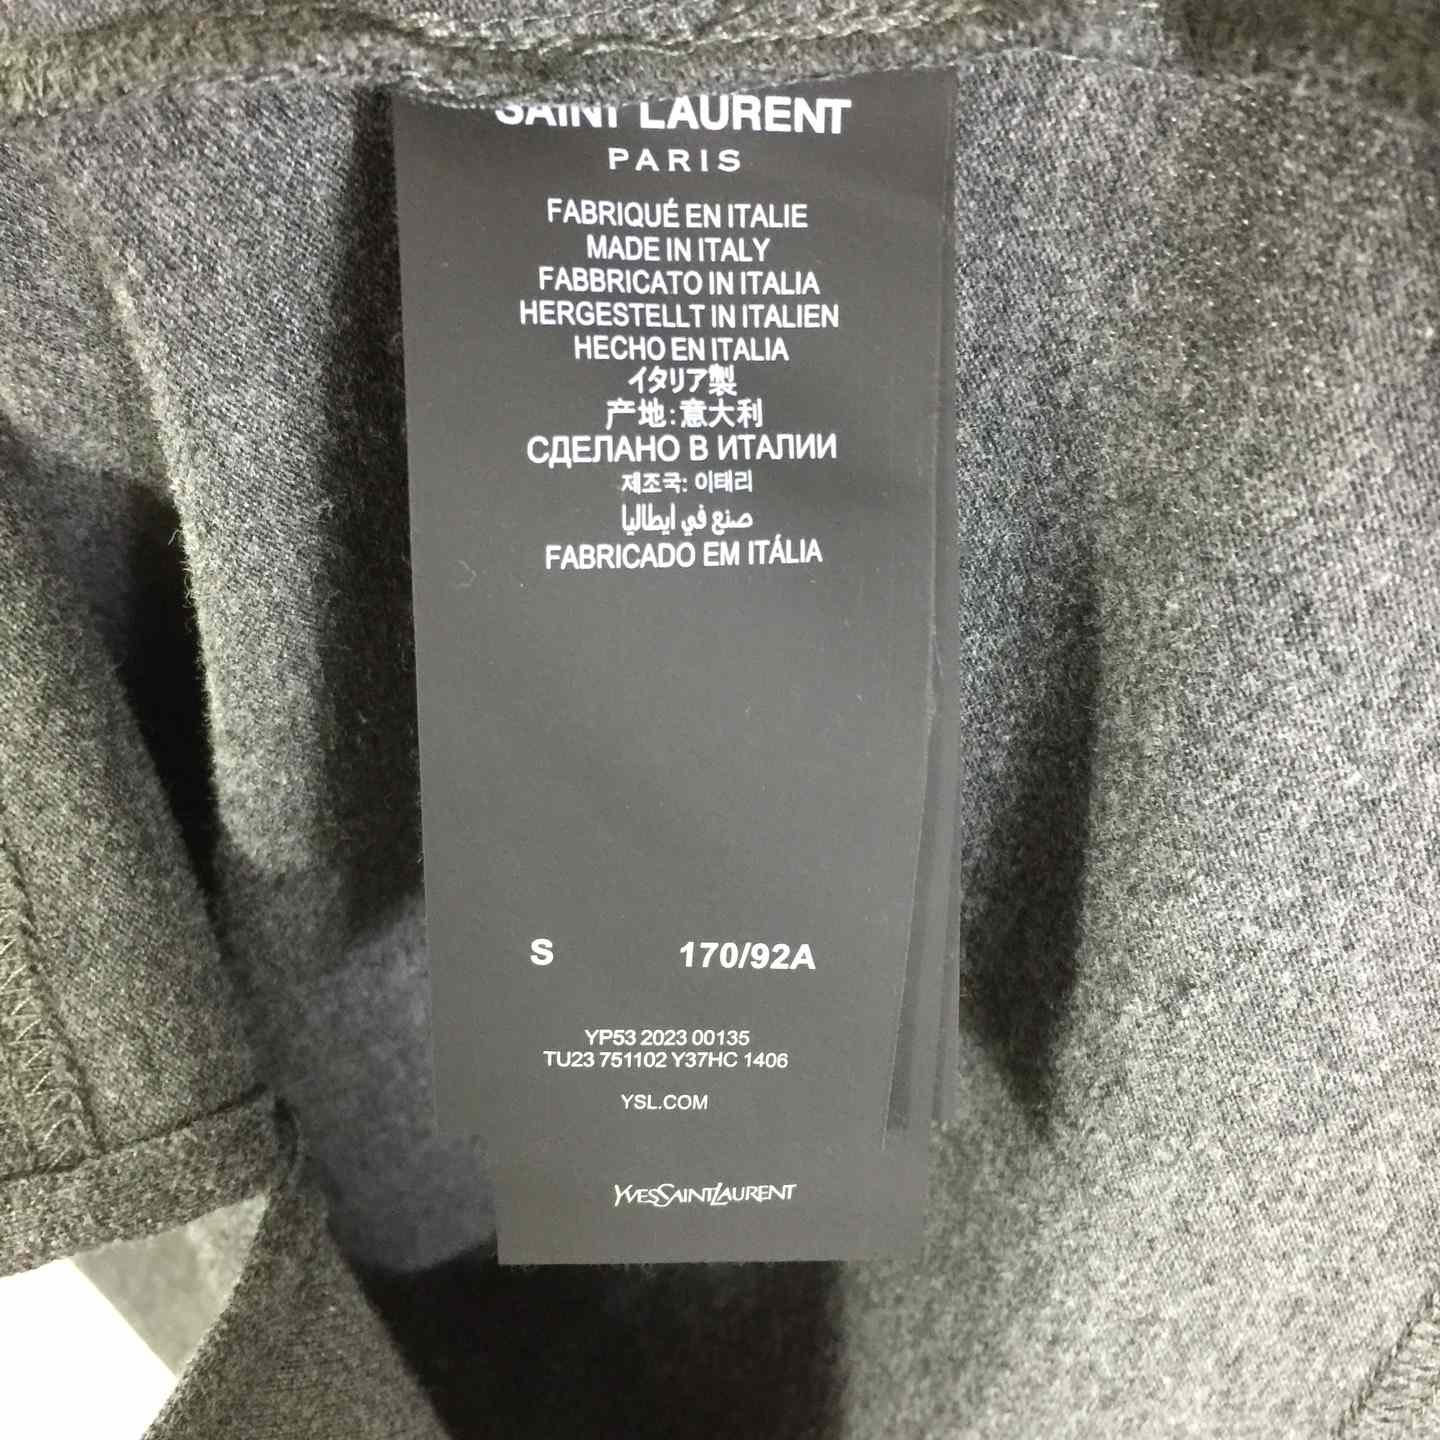 SAINT LAURENT
PARIS
FABRIQUÉ EN ITALIE
MADE IN ITALY
FABBRICATO IN ITALIA
HERGESTELLT IN ITALIEN
HECHO EN ITALIA
イタリア製
产地:意大利
СДЕЛАНО В ИТАЛИИ
제조국: 이태리
صنع في ايطاليا
FABRICADO EM ITÁLIA
S 170/92A
YP53 2023 00135
TU23 751102 Y37HC 1406
YSL.COM
YVESSAINTLAURENT